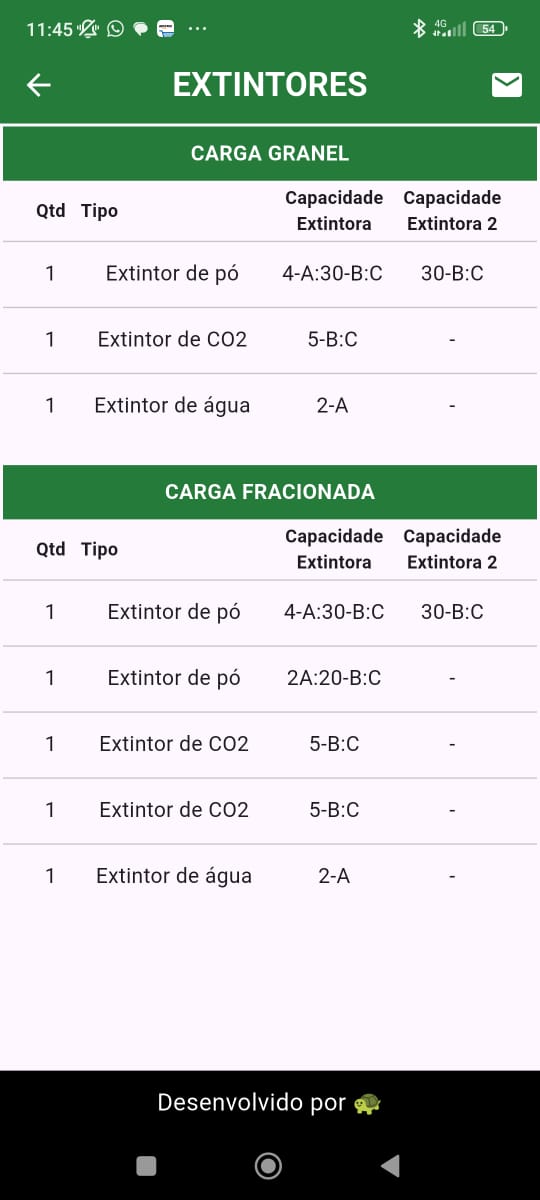 11:45 4G 54
EXTINTORES
CARGA GRANEL
Qtd Tipo Capacidade Extintora Capacidade Extintora 2
1 Extintor de pó 4-A:30-B:C 30-B:C
1 Extintor de CO2 5-B:C -
1 Extintor de água 2-A -
CARGA FRACIONADA
Qtd Tipo Capacidade Extintora Capacidade Extintora 2
1 Extintor de pó 4-A:30-B:C 30-B:C
1 Extintor de pó 2A:20-B:C -
1 Extintor de CO2 5-B:C -
1 Extintor de CO2 5-B:C -
1 Extintor de água 2-A -
Desenvolvido por 🐢